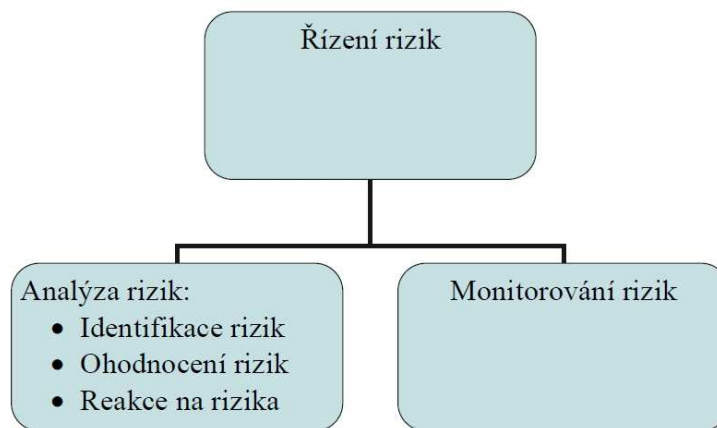 Řízení rizik
Analýza rizik:
• Identifikace rizik
• Ohodnocení rizik
• Reakce na rizika
Monitorování rizik